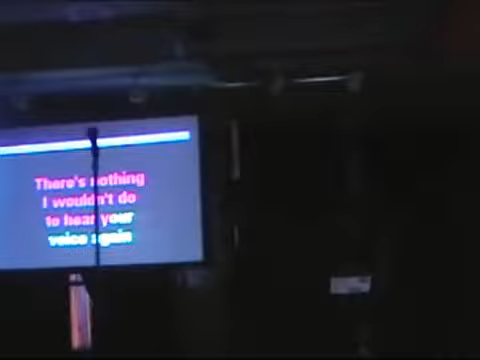 There's nothing
I wouldn't do
to hear your
voice again